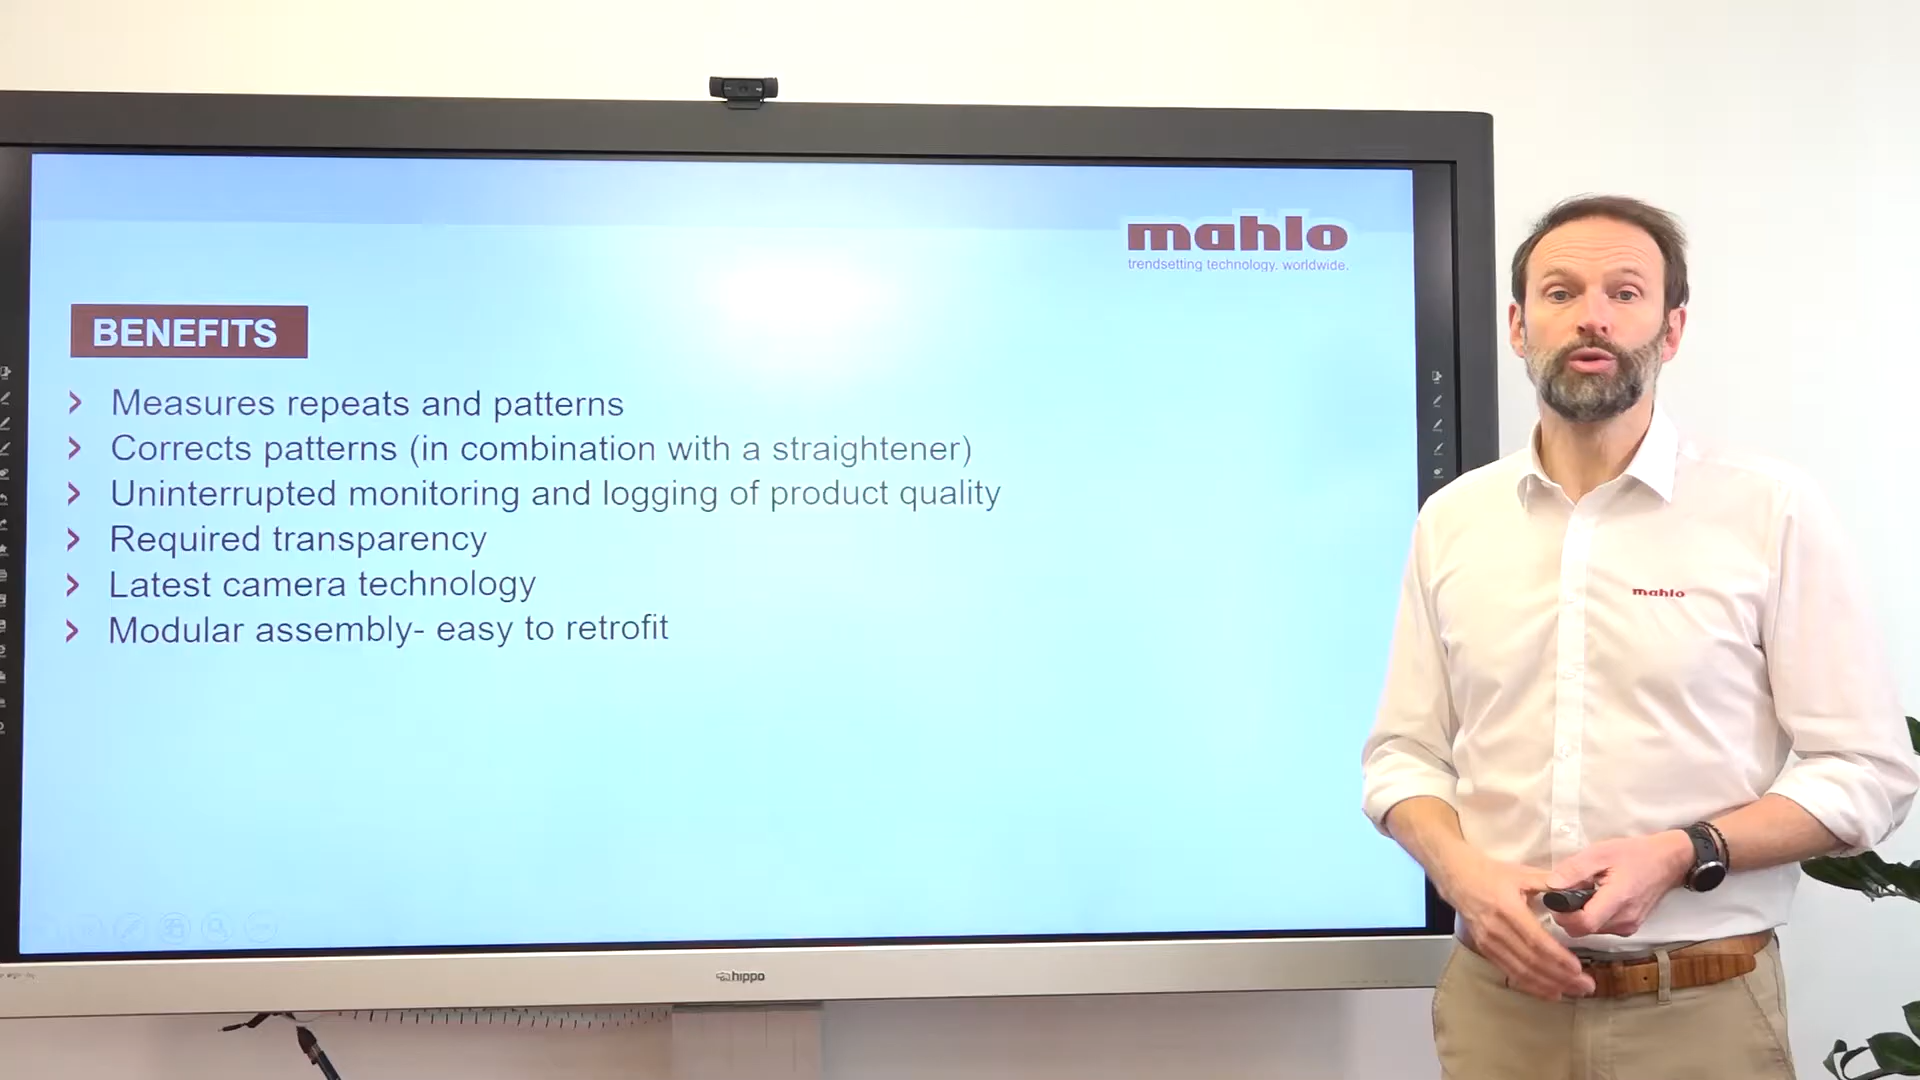 mahlo
trendsetting technology. worldwide.
BENEFITS
Measures repeats and patterns
Corrects patterns (in combination with a straightener)
Uninterrupted monitoring and logging of product quality
Required transparency
Latest camera technology
Modular assembly- easy to retrofit
mahlo
hippo